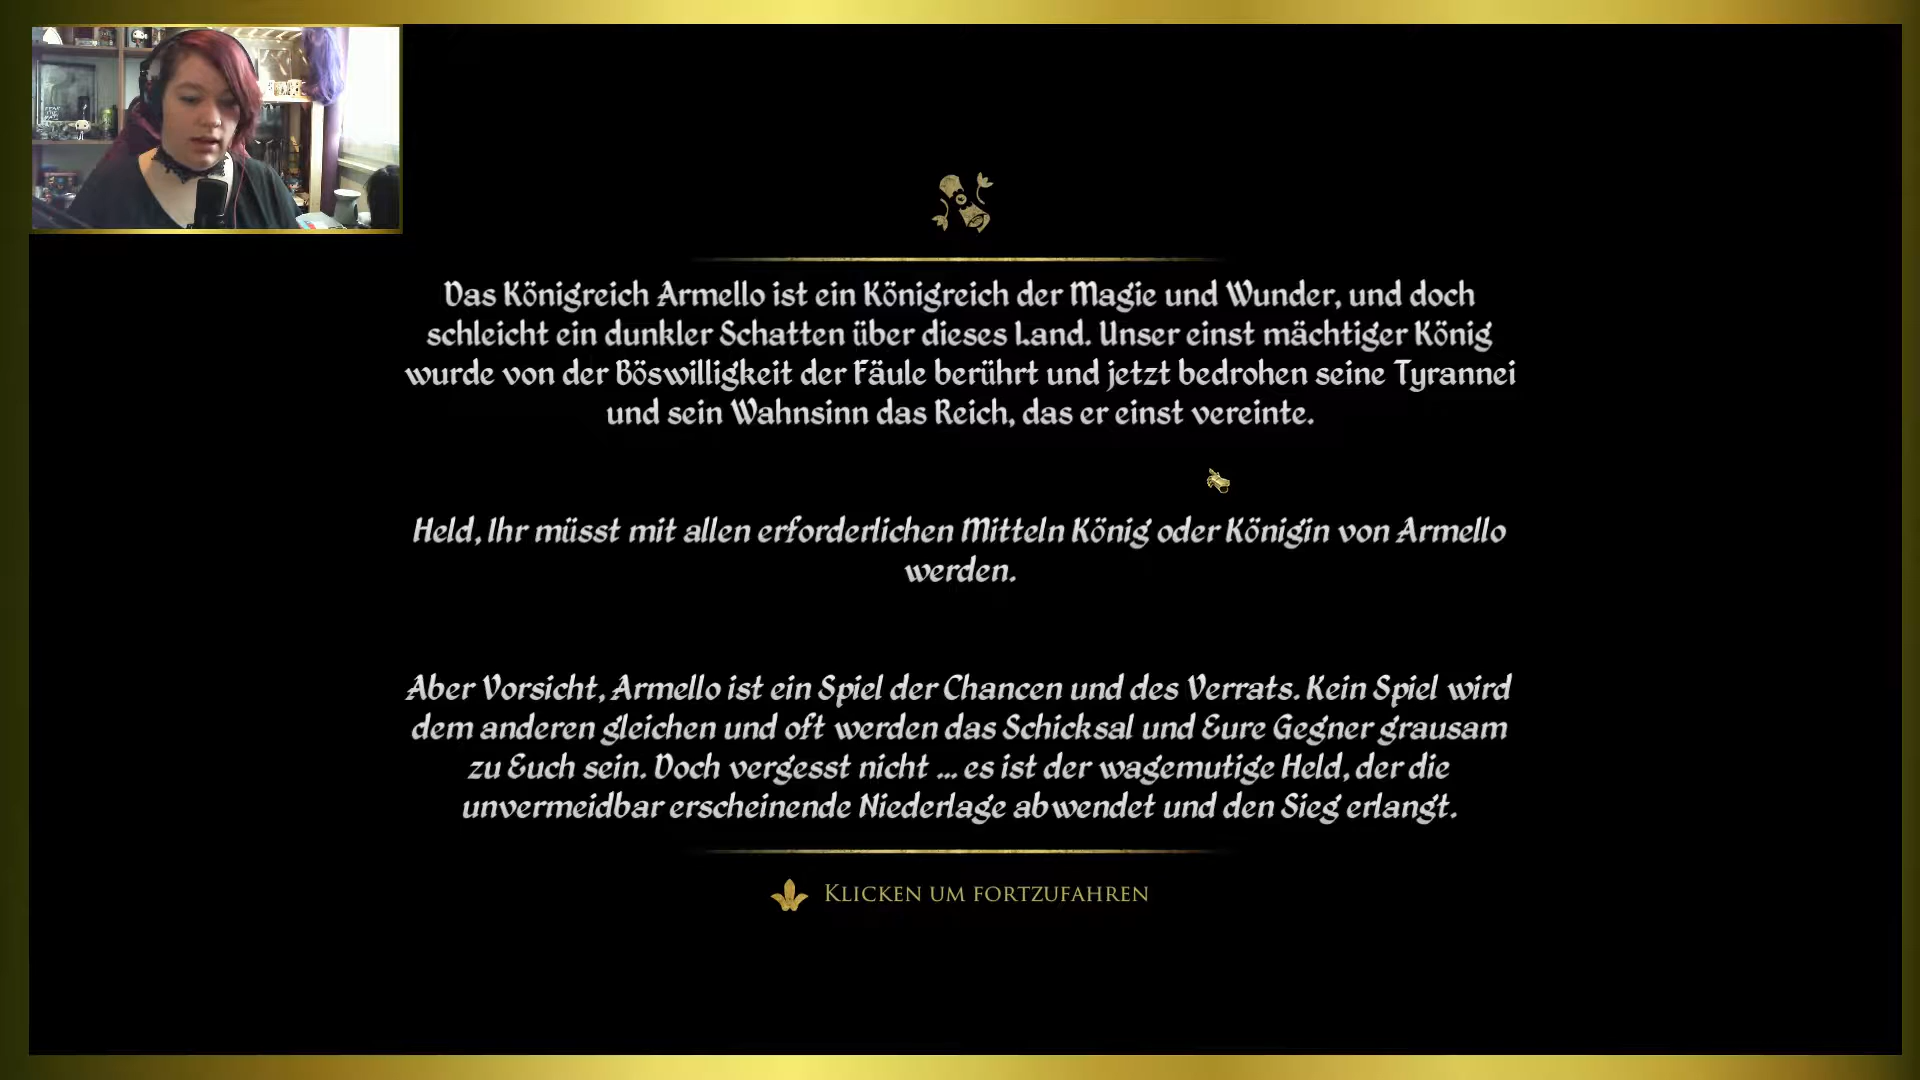 Das Königreich Armello ist ein Königreich der Magie und Wunder, und doch
schleicht ein dunkler Schatten über dieses Land. Unser einst mächtiger König
wurde von der Böswilligkeit der Fäule berührt und jetzt bedrohen seine Tyrannei
und sein Wahnsinn das Reich, das er einst vereinte.
Held, Ihr müsst mit allen erforderlichen Mitteln König oder Königin von Armello
werden.
Aber Vorsicht, Armello ist ein Spiel der Chancen und des Verrats. Kein Spiel wird
dem anderen gleichen und oft werden das Schicksal und Eure Gegner grausam
zu Euch sein. Doch vergesst nicht ... es ist der wagemutige Held, der die
unvermeidbar erscheinende Niederlage abwendet und den Sieg erlangt.
Klicken um fortzufahren